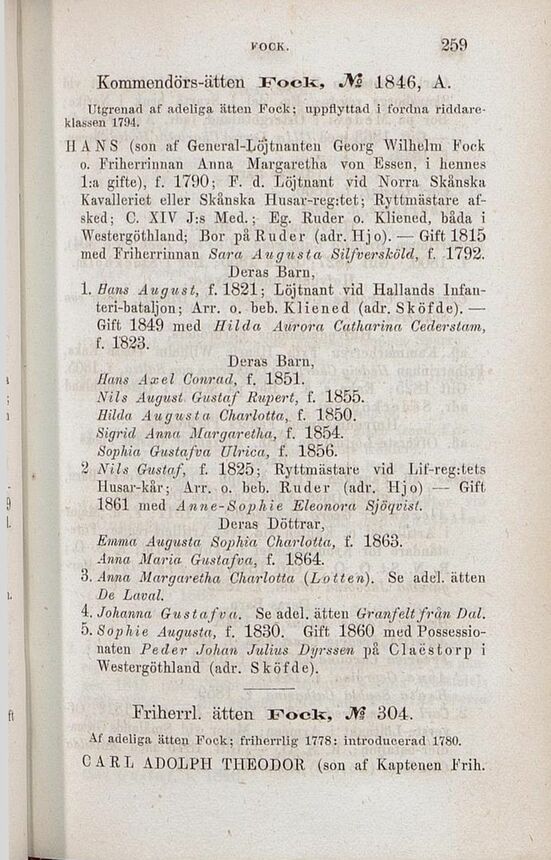 FOCK. 259
Kommendörs-ätten Fock, № 1846, A.
Utgrenad af adeliga ätten Fock; uppflyttad i fordna riddare-
klassen 1794.
HANS (son af General-Löjtnanten Georg Wilhelm Fock
o. Friherrinnan Anna Margaretha von Essen, i hennes
1:a gifte), f. 1790; F. d. Löjtnant vid Norra Skånska
Kavalleriet eller Skånska Husar-reg:tet; Ryttmästare af-
sked; C. XIV J:s Med.; Eg. Ruder o. Kliened, båda i
Westergöthland; Bor på Ruder (adr. Hjo). — Gift 1815
med Friherrinnan Sara Augusta Silfversköld, f. 1792.
Deras Barn,
1. Hans August, f. 1821; Löjtnant vid Hallands Infan-
teri-bataljon; Arr. o. beb. Kliened (adr. Sköfde). —
Gift 1849 med Hilda Aurora Catharina Cederstam,
f. 1823.
Deras Barn,
Hans Axel Conrad, f. 1851.
Nils August Gustaf Rupert, f. 1855.
Hilda Augusta Charlotta, f. 1850.
Sigrid Anna Margaretha, f. 1854.
Sophia Gustafva Ulrica, f. 1856.
2 Nils Gustaf, f. 1825; Ryttmästare vid Lif-reg:tets
Husar-kår; Arr. o. beb. Ruder (adr. Hjo) — Gift
1861 med Anne-Sophie Eleonora Sjöqvist.
Deras Döttrar,
Emma Augusta Sophia Charlotta, f. 1863.
Anna Maria Gustafva, f. 1864.
3. Anna Margaretha Charlotta (Lotten). Se adel. ätten
De Laval.
4. Johanna Gustafva. Se adel. ätten Granfelt från Dal.
5. Sophie Augusta, f. 1830. Gift 1860 med Possessio-
naten Peder Johan Julius Dyrssen på Claëstorp i
Westergöthland (adr. Sköfde).
Friherrl. ätten Fock, № 304.
Af adeliga ätten Fock; friherrlig 1778; introducerad 1780.
CARL ADOLPH THEODOR (son af Kaptenen Frih.